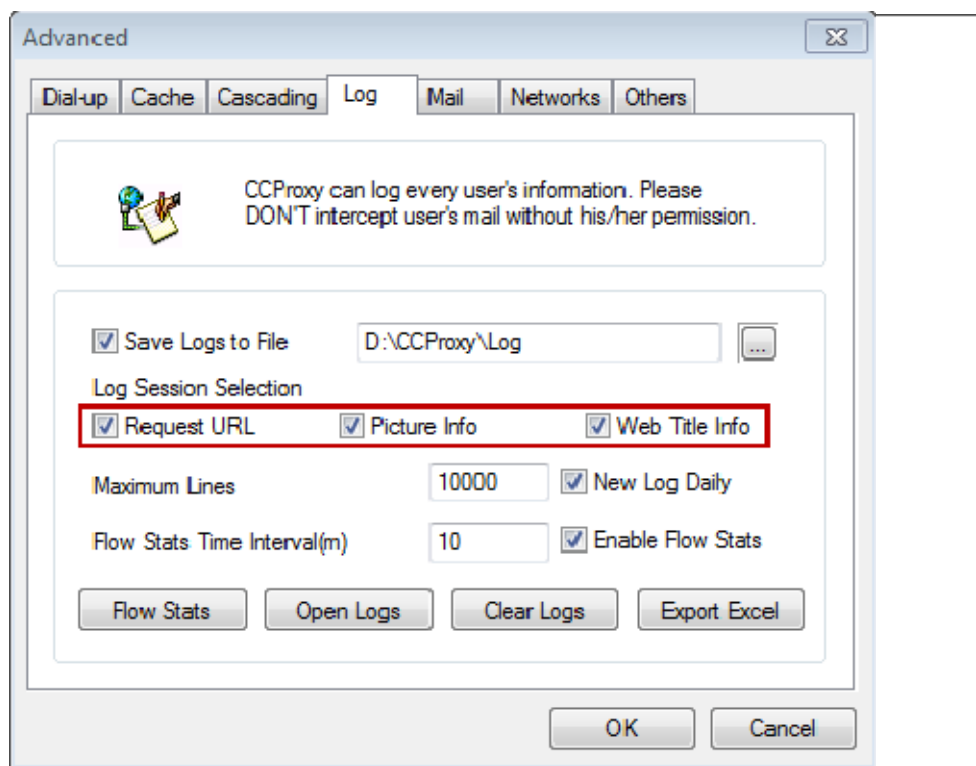 Advanced
Dial-up Cache Cascading Log Mail Networks Others
CCProxy can log every user's information. Please
DON'T intercept user's mail without his/her permission.
Save Logs to File D:\CCProxy\Log ...
Log Session Selection
Request URL Picture Info Web Title Info
Maximum Lines 10000 New Log Daily
Flow Stats Time Interval(m) 10 Enable Flow Stats
Flow Stats Open Logs Clear Logs Export Excel
OK Cancel